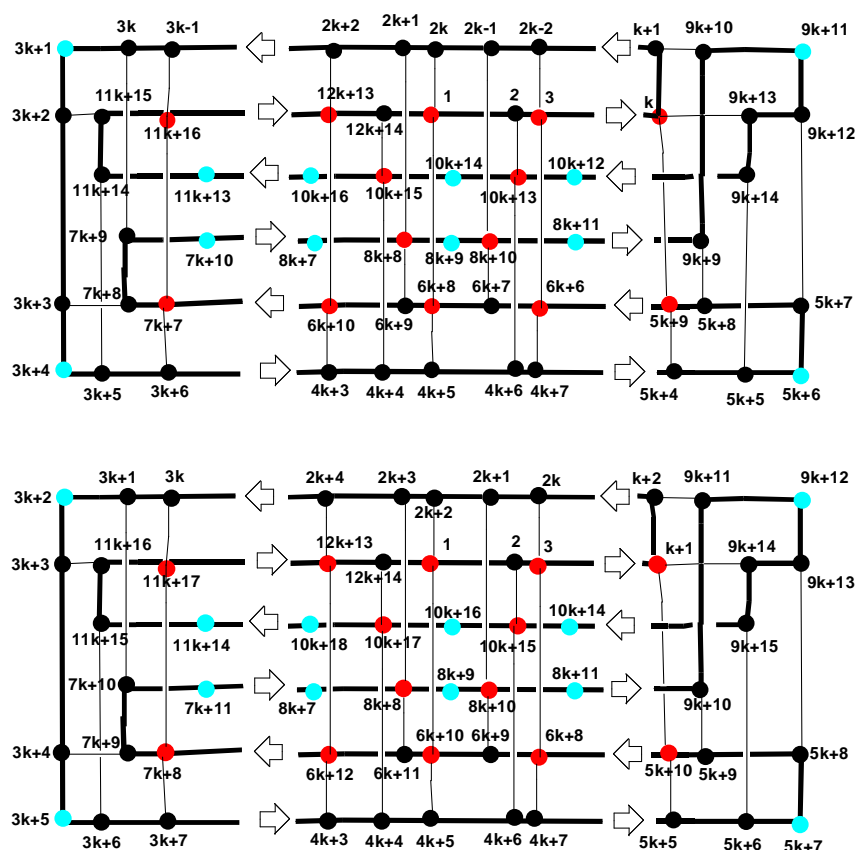 3k+1 3k 3k-1 2k+2 2k+1 2k 2k-1 2k-2 k+1 9k+10 9k+11
3k+2 11k+15 11k+16 12k+13 12k+14 1 2 3 k 9k+13 9k+12
11k+14 11k+13 10k+16 10k+15 10k+14 10k+13 10k+12 9k+14
7k+9 7k+10 8k+7 8k+8 8k+9 8k+10 8k+11 9k+9
3k+3 7k+8 7k+7 6k+10 6k+9 6k+8 6k+7 6k+6 5k+9 5k+8 5k+7
3k+4 3k+5 3k+6 4k+3 4k+4 4k+5 4k+6 4k+7 5k+4 5k+5 5k+6
3k+2 3k+1 3k 2k+4 2k+3 2k+2 2k+1 2k k+2 9k+11 9k+12
3k+3 11k+16 11k+17 12k+13 12k+14 1 2 3 k+1 9k+14 9k+13
11k+15 11k+14 10k+18 10k+17 10k+16 10k+15 10k+14 9k+15
7k+10 7k+11 8k+7 8k+8 8k+9 8k+10 8k+11 9k+10
3k+4 7k+9 7k+8 6k+12 6k+11 6k+10 6k+9 6k+8 5k+10 5k+9 5k+8
3k+5 3k+6 3k+7 4k+3 4k+4 4k+5 4k+6 4k+7 5k+5 5k+6 5k+7